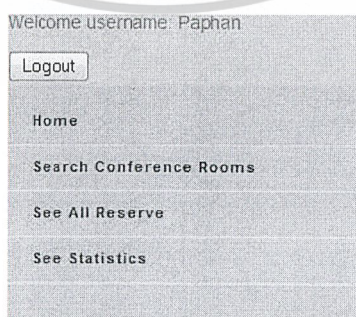 Welcome username: Paphan
Logout
Home
Search Conference Rooms
See All Reserve
See Statistics